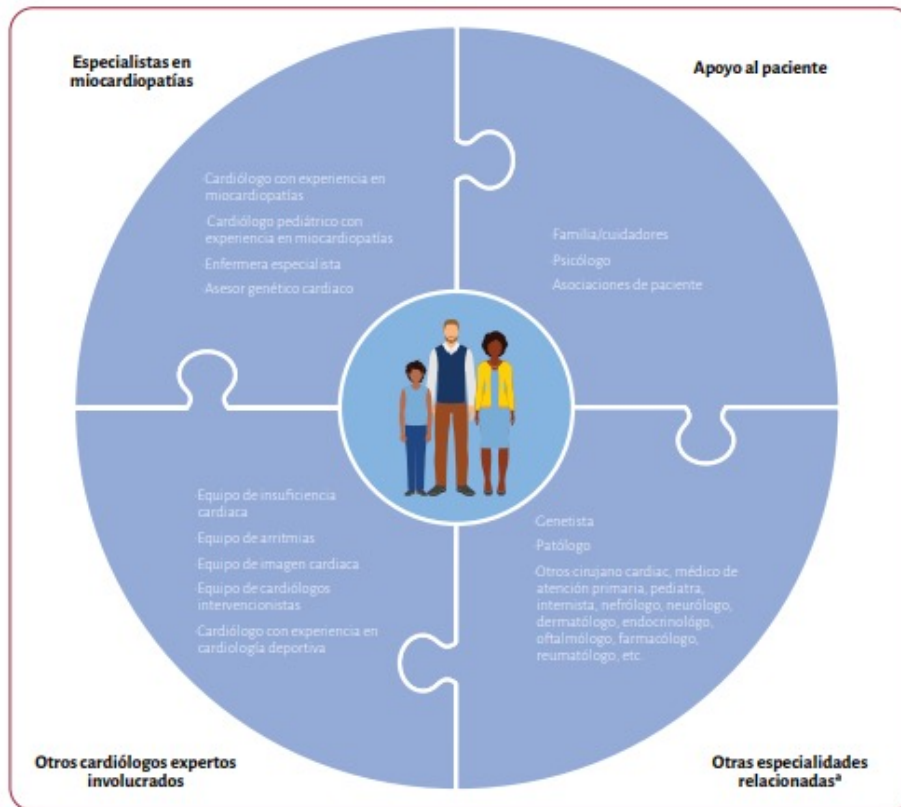 Especialistas en
miocardiopatías
Apoyo al paciente
·Cardiólogo con experiencia en
miocardiopatías
·Cardiólogo pediátrico con
experiencia en miocardiopatías
·Enfermera especialista
·Asesor genético cardiaco
·Familia/cuidadores
·Psicólogo
·Asociaciones de paciente
·Equipo de insuficiencia
cardiaca
·Equipo de arritmias
·Equipo de imagen cardiaca
·Equipo de cardiólogos
intervencionistas
·Cardiólogo con experiencia en
cardiología deportiva
·Genetista
·Patólogo
·Otros: cirujano cardiac, médico de
atención primaria, pediatra,
internista, nefrólogo, neurólogo,
dermatólogo, endocrinológo,
oftalmólogo, farmacólogo,
reumatólogo, etc.
Otros cardiólogos expertos
involucrados
Otras especialidades
relacionadasª